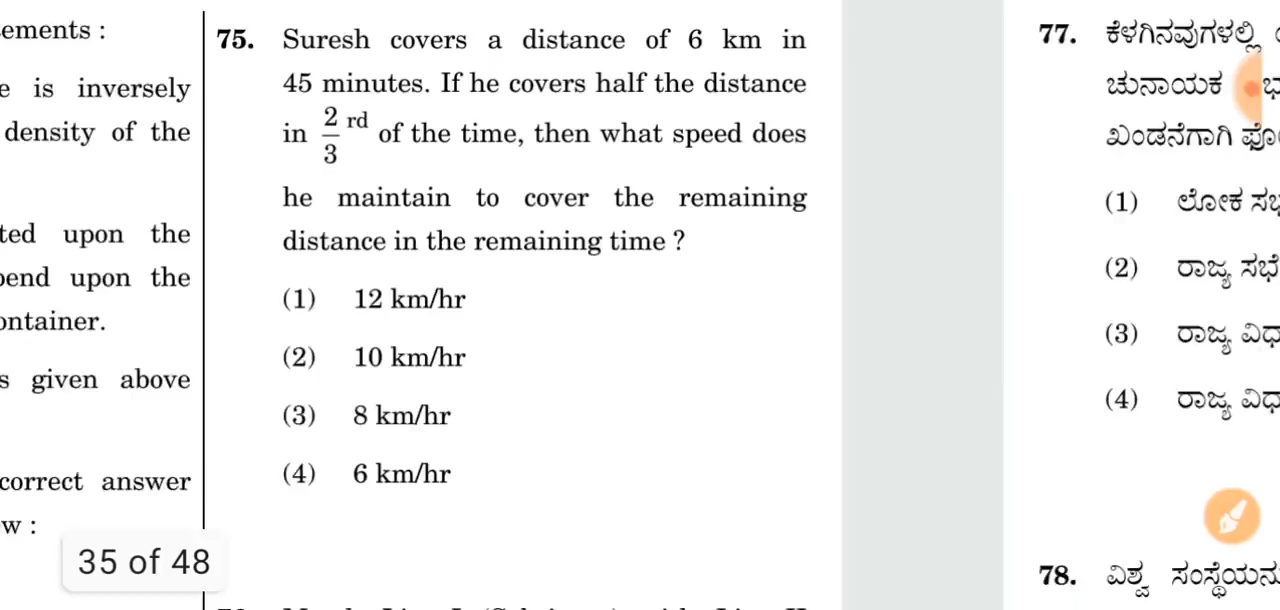 ements :
e is inversely
density of the
ted upon the
pend upon the
ontainer.
s given above
correct answer
w :
35 of 48
75. Suresh covers a distance of 6 km in
45 minutes. If he covers half the distance
in 2/3 rd of the time, then what speed does
he maintain to cover the remaining
distance in the remaining time ?
(1) 12 km/hr
(2) 10 km/hr
(3) 8 km/hr
(4) 6 km/hr
77. ಕೆಳಗಿನವುಗಳಲ್ಲಿ
ಚುನಾಯಕ
ಖಂಡನೆಗಾಗಿ
(1) ಲೋಕ ಸಭೆ
(2) ರಾಜ್ಯ ಸಭೆ
(3) ರಾಜ್ಯ
(4) ರಾಜ್ಯ
78. ವಿಶ್ವ